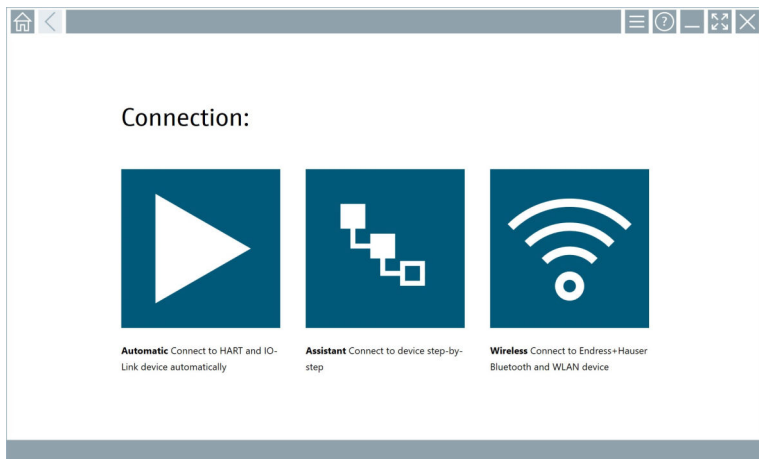 Connection:
Automatic Connect to HART and IO-
Link device automatically
Assistant Connect to device step-by-
step
Wireless Connect to Endress+Hauser
Bluetooth and WLAN device